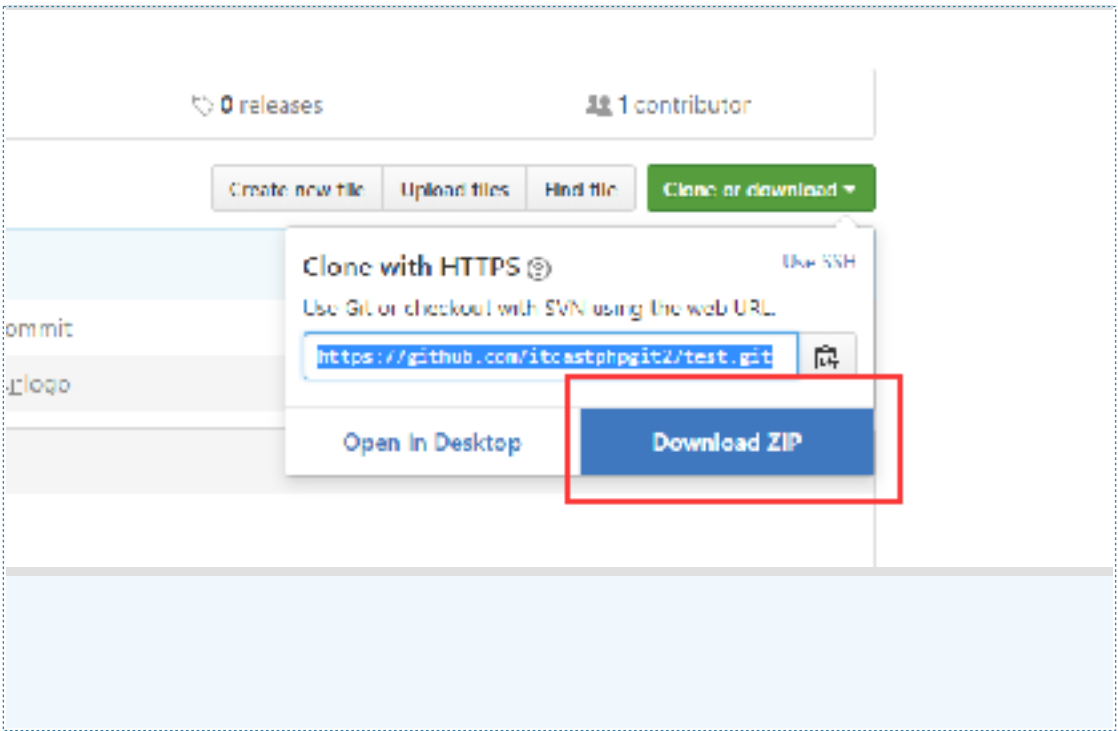 0 releases
1 contributor
Create new file
Upload files
Find file
Clone or download
Clone with HTTPS
Use SSH
Use Git or checkout with SVN using the web URL.
ommit
https://github.com/itcastphpgit2/test.git
r_logo
Open in Desktop
Download ZIP